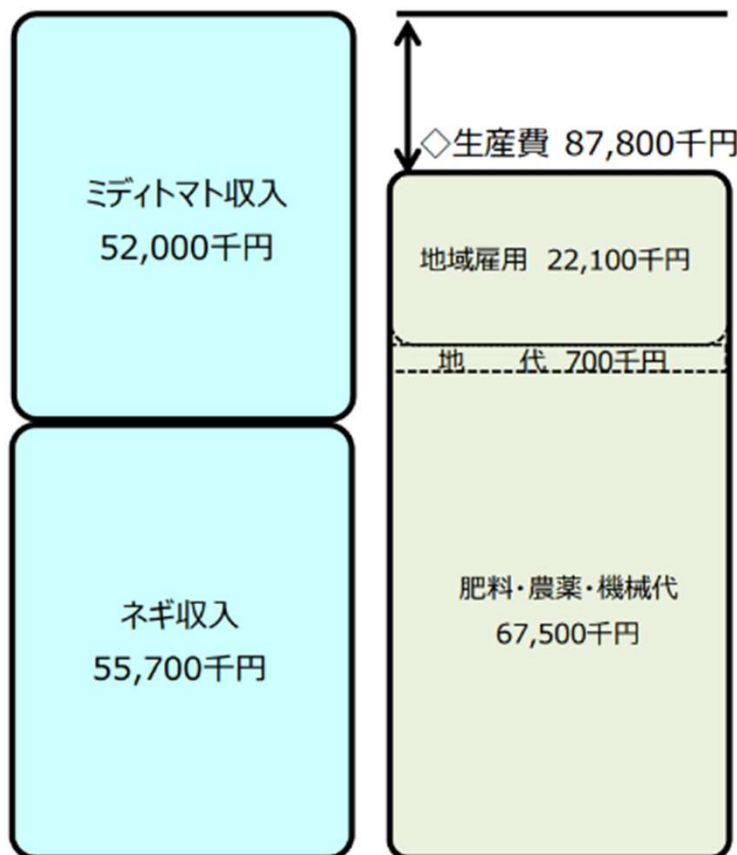 ミディトマト収入
52,000千円
ネギ収入
55,700千円
◇生産費 87,800千円
地域雇用 22,100千円
地 代 700千円
肥料・農薬・機械代
67,500千円